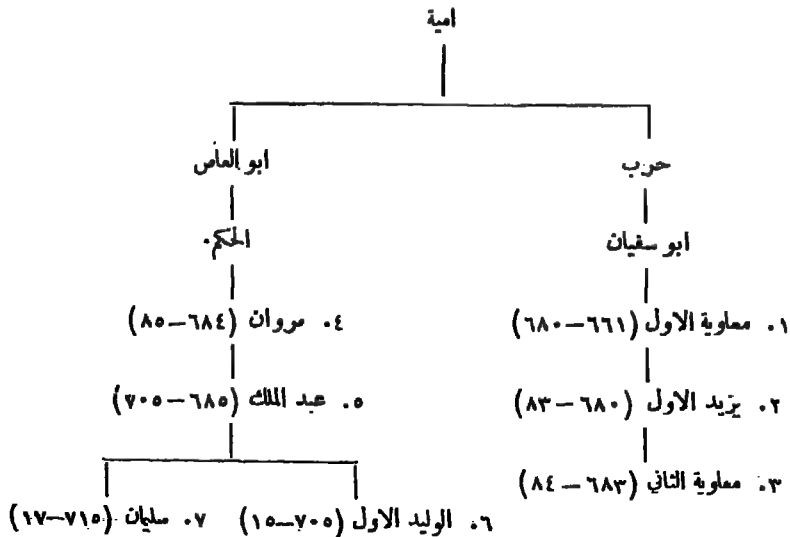 امية
حرب
ابو العاص
ابو سفيان
الحكم.
١. معاوية الاول (٦٦١–٦٨٠)
٤. مروان (٦٨٤–٨٥)
٢. يزيد الاول (٦٨٠–٨٣)
٥. عبد الملك (٦٨٥–٧٠٥)
٣. معاوية الثاني (٦٨٣–٨٤)
٦. الوليد الاول (٧٠٥–١٥)
٧. سليمان (٧١٥–١٧)